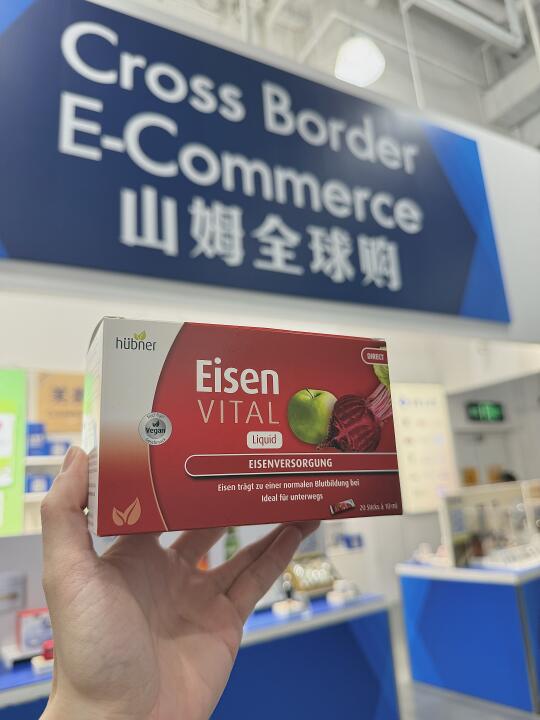 Cross Border
E-Commerce
山姆全球购
hübner
DIRECT
Eisen
VITAL
Liquid
Vegan
EISENVERSORGUNG
Eisen trägt zu einer normalen Blutbildung bei
Ideal für unterwegs
20 Sticks à 10 ml